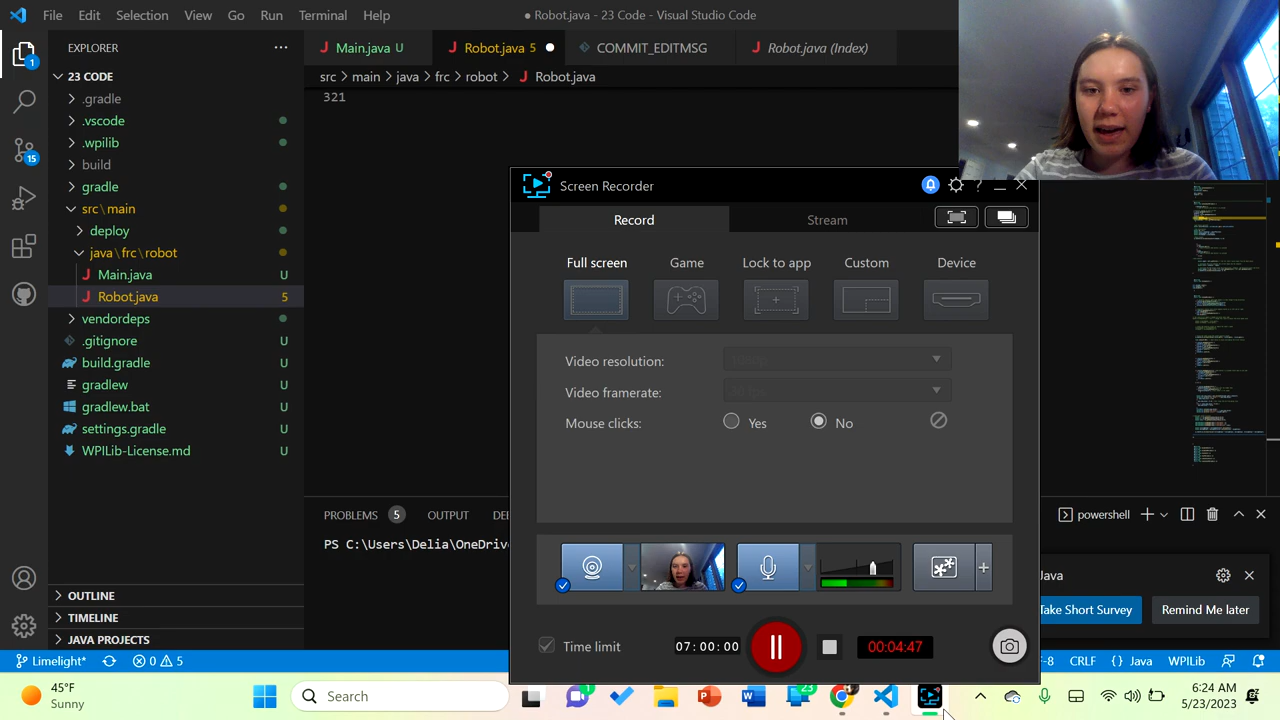 File Edit Selection View Go Run Terminal Help
● Robot.java - 23 Code - Visual Studio Code
EXPLORER ···
Main.java U Robot.java 5 ● COMMIT_EDITMSG Robot.java (Index)
src > main > java > frc > robot > Robot.java
23 CODE
.gradle
.vscode
.wpilib
build
gradle
src\main
deploy
java\frc\robot
Main.java U
Robot.java 5
vendordeps
.gitignore U
build.gradle U
gradlew U
gradlew.bat U
settings.gradle U
WPILib-License.md U
OUTLINE
TIMELINE
JAVA PROJECTS
1
15
321
Screen Recorder
?
Record Stream
Full screen Game Lock to app Custom Device
Video resolution:
Video framerate:
Mouse clicks: Yes No
Time limit 07:00:00 00:04:47
PROBLEMS 5 OUTPUT DE
powershell
PS C:\Users\Delia\OneDriv
Java
Take Short Survey Remind Me later
Limelight* 0 5
-8 CRLF {} Java WPILib
45°F
Sunny
Search
1
23
6:24 AM
5/23/2023